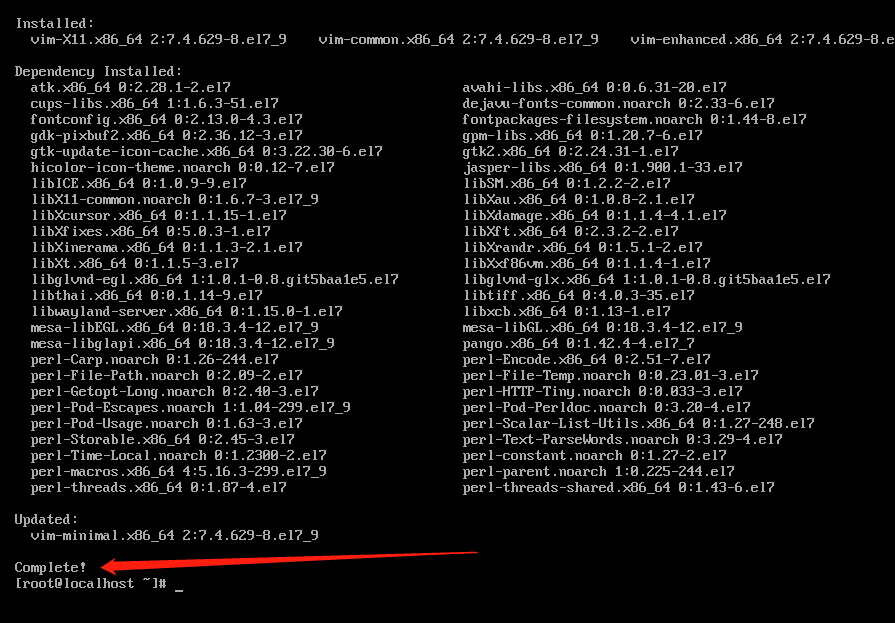 Installed:
vim-X11.x86_64 2:7.4.629-8.el7_9 vim-common.x86_64 2:7.4.629-8.el7_9 vim-enhanced.x86_64 2:7.4.629-8.e
Dependency Installed:
atk.x86_64 0:2.28.1-2.el7 avahi-libs.x86_64 0:0.6.31-20.el7
cups-libs.x86_64 1:1.6.3-51.el7 dejavu-fonts-common.noarch 0:2.33-6.el7
fontconfig.x86_64 0:2.13.0-4.3.el7 fontpackages-filesystem.noarch 0:1.44-8.el7
gdk-pixbuf2.x86_64 0:2.36.12-3.el7 gpm-libs.x86_64 0:1.20.7-6.el7
gtk-update-icon-cache.x86_64 0:3.22.30-6.el7 gtk2.x86_64 0:2.24.31-1.el7
hicolor-icon-theme.noarch 0:0.12-7.el7 jasper-libs.x86_64 0:1.900.1-33.el7
libICE.x86_64 0:1.0.9-9.el7 libSM.x86_64 0:1.2.2-2.el7
libX11-common.noarch 0:1.6.7-3.el7_9 libXau.x86_64 0:1.0.8-2.1.el7
libXcursor.x86_64 0:1.1.15-1.el7 libXdamage.x86_64 0:1.1.4-4.1.el7
libXfixes.x86_64 0:5.0.3-1.el7 libXft.x86_64 0:2.3.2-2.el7
libXinerama.x86_64 0:1.1.3-2.1.el7 libXrandr.x86_64 0:1.5.1-2.el7
libXt.x86_64 0:1.1.5-3.el7 libXxf86vm.x86_64 0:1.1.4-1.el7
libglvnd-egl.x86_64 1:1.0.1-0.8.git5baa1e5.el7 libglvnd-glx.x86_64 1:1.0.1-0.8.git5baa1e5.el7
libthai.x86_64 0:0.1.14-9.el7 libtiff.x86_64 0:4.0.3-35.el7
libwayland-server.x86_64 0:1.15.0-1.el7 libxcb.x86_64 0:1.13-1.el7
mesa-libEGL.x86_64 0:18.3.4-12.el7_9 mesa-libGL.x86_64 0:18.3.4-12.el7_9
mesa-libglapi.x86_64 0:18.3.4-12.el7_9 pango.x86_64 0:1.42.4-4.el7_7
perl-Carp.noarch 0:1.26-244.el7 perl-Encode.x86_64 0:2.51-7.el7
perl-File-Path.noarch 0:2.09-2.el7 perl-File-Temp.noarch 0:0.23.01-3.el7
perl-Getopt-Long.noarch 0:2.40-3.el7 perl-HTTP-Tiny.noarch 0:0.033-3.el7
perl-Pod-Escapes.noarch 1:1.04-299.el7_9 perl-Pod-Perldoc.noarch 0:3.20-4.el7
perl-Pod-Usage.noarch 0:1.63-3.el7 perl-Scalar-List-Utils.x86_64 0:1.27-248.el7
perl-Storable.x86_64 0:2.45-3.el7 perl-Text-ParseWords.noarch 0:3.29-4.el7
perl-Time-Local.noarch 0:1.2300-2.el7 perl-constant.noarch 0:1.27-2.el7
perl-macros.x86_64 4:5.16.3-299.el7_9 perl-parent.noarch 1:0.225-244.el7
perl-threads.x86_64 0:1.87-4.el7 perl-threads-shared.x86_64 0:1.43-6.el7
Updated:
vim-minimal.x86_64 2:7.4.629-8.el7_9
Complete!
[root@localhost ~]# _